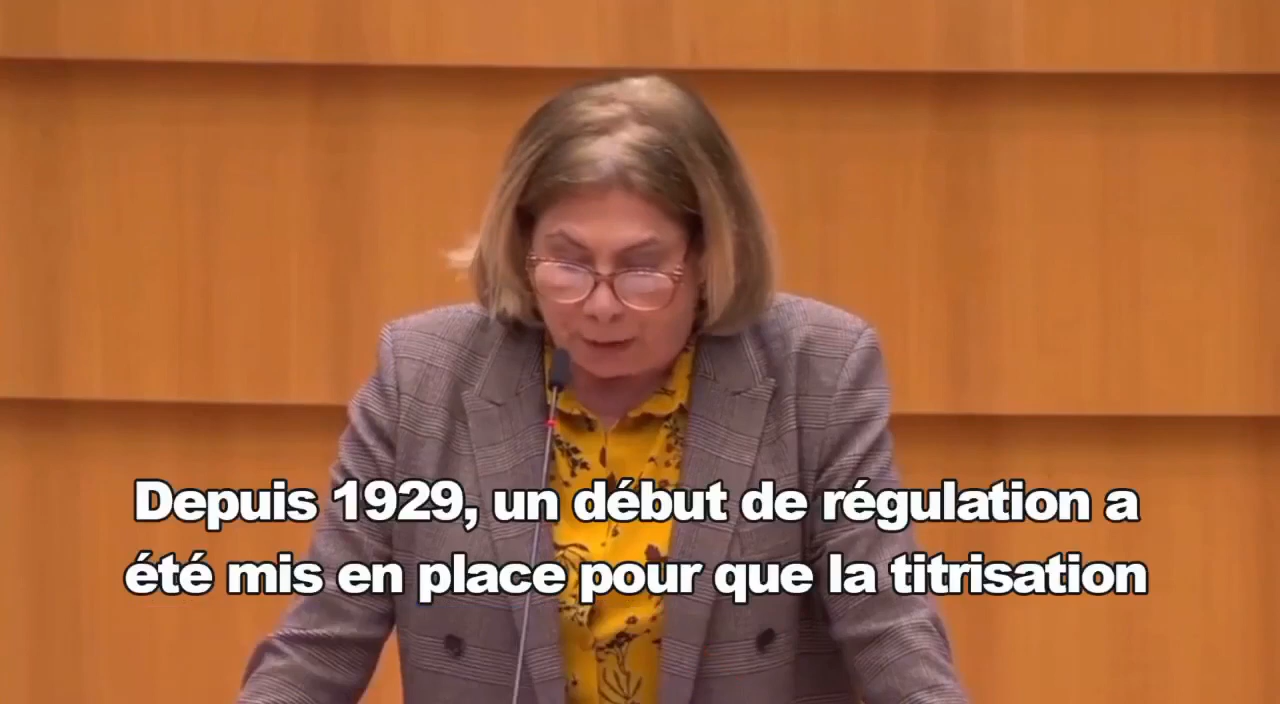 Depuis 1929, un début de régulation a
été mis en place pour que la titrisation